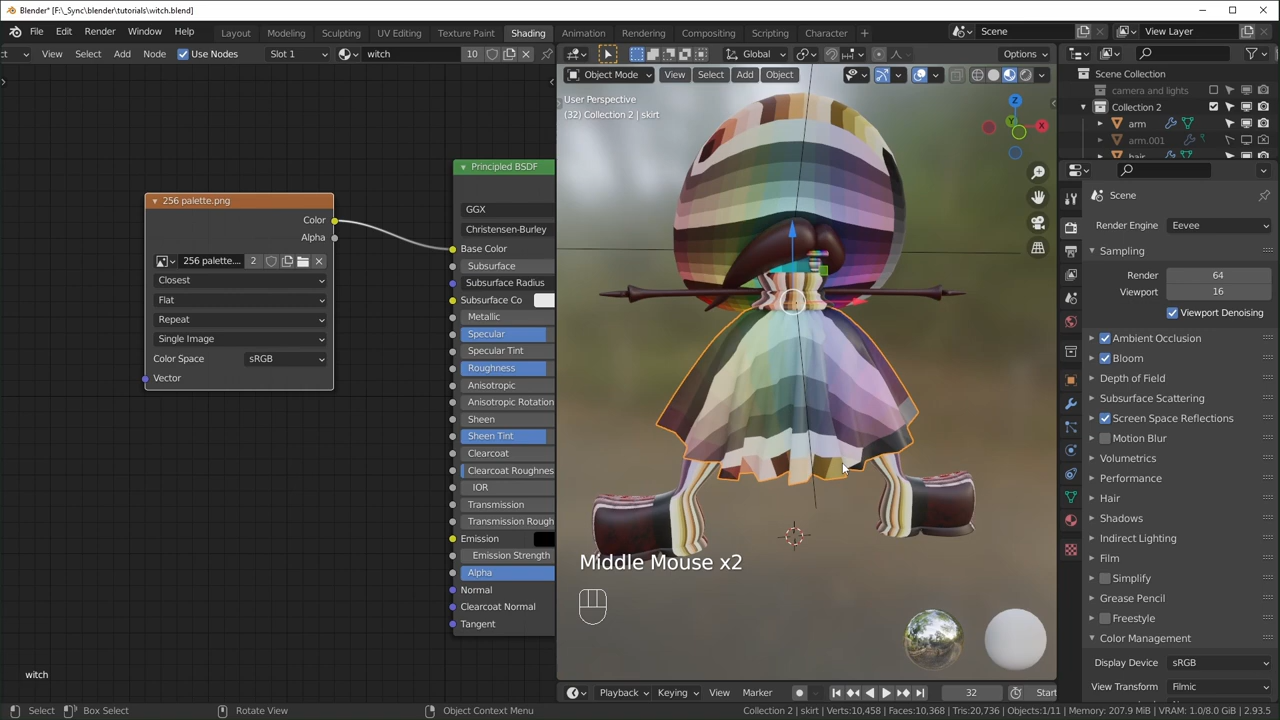 Blender* [F:\_Sync\blender\tutorials\witch.blend]
File Edit Render Window Help Layout Modeling Sculpting UV Editing Texture Paint Shading Animation Rendering Compositing Scripting Character + Scene View Layer
ct View Select Add Node Use Nodes Slot 1 witch 10 Global Options
Object Mode View Select Add Object
User Perspective
(32) Collection 2 | skirt
Z
Y
X
Scene Collection
camera and lights
Collection 2
arm
arm.001
hair
Scene
Render Engine Eevee
Sampling
Render 64
Viewport 16
Viewport Denoising
Ambient Occlusion
Bloom
Depth of Field
Subsurface Scattering
Screen Space Reflections
Motion Blur
Volumetrics
Performance
Hair
Shadows
Indirect Lighting
Film
Simplify
Grease Pencil
Freestyle
Color Management
Display Device sRGB
View Transform Filmic
256 palette.png
Color
Alpha
256 palette.... 2
Closest
Flat
Repeat
Single Image
Color Space sRGB
Vector
Principled BSDF
GGX
Christensen-Burley
Base Color
Subsurface
Subsurface Radius
Subsurface Co
Metallic
Specular
Specular Tint
Roughness
Anisotropic
Anisotropic Rotation
Sheen
Sheen Tint
Clearcoat
Clearcoat Roughnes
IOR
Transmission
Transmission Rough
Emission
Emission Strength
Alpha
Normal
Clearcoat Normal
Tangent
Middle Mouse x2
witch
Playback Keying View Marker 32 Start
Select Box Select Rotate View Object Context Menu Collection 2 | skirt | Verts:10,458 | Faces:10,368 | Tris:20,736 | Objects:1/11 | Memory: 207.9 MiB | VRAM: 1.0/8.0 GiB | 2.93.5